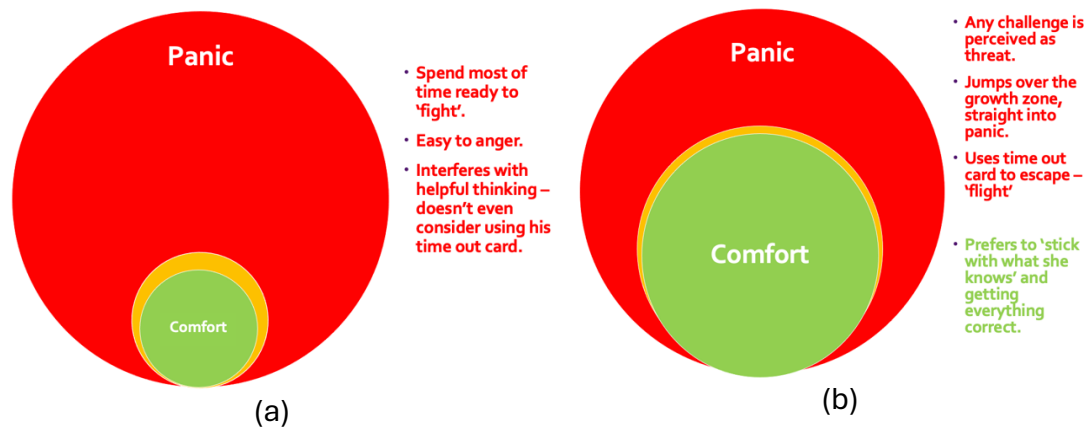 Panic
• Spend most of
time ready to
‘fight’.
• Easy to anger.
• Interferes with
helpful thinking –
doesn’t even
consider using his
time out card.
Comfort
(a)
Panic
• Any challenge is
perceived as
threat.
• Jumps over the
growth zone,
straight into
panic.
• Uses time out
card to escape –
‘flight’
Comfort
• Prefers to ‘stick
with what she
knows’ and
getting
everything
correct.
(b)